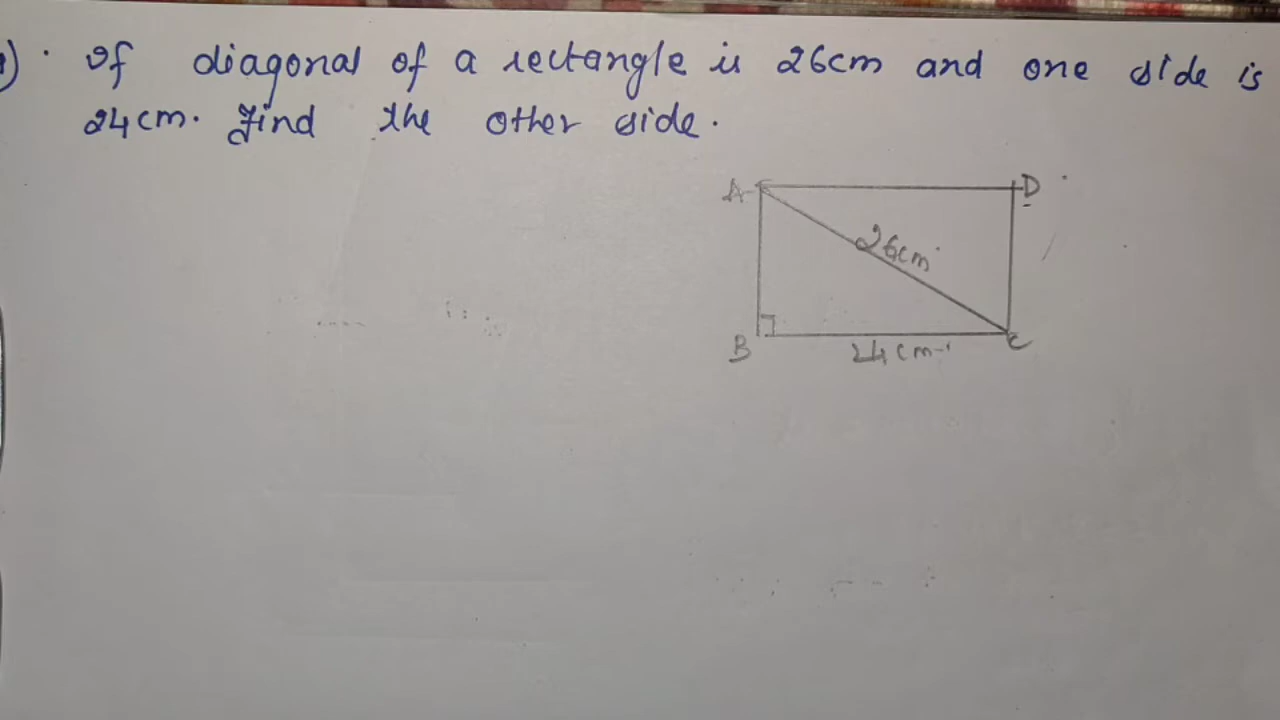 If diagonal of a rectangle is 26cm and one side is
24cm. Find the other side.
A D
26cm
B 24cm C